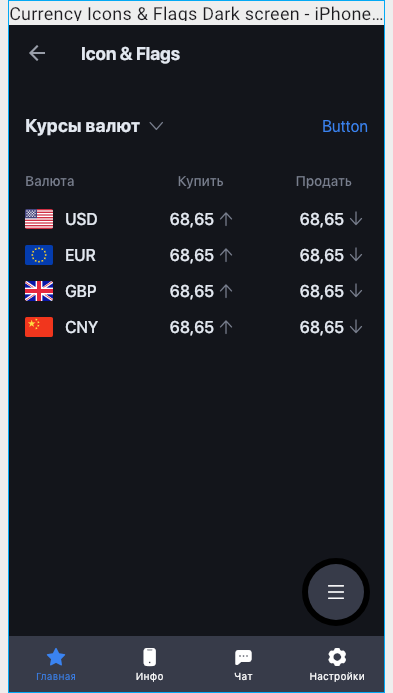 Currency Icons & Flags Dark screen - iPhone...
Icon & Flags
Курсы валют
Button
Валюта Купить Продать
USD 68,65 68,65
EUR 68,65 68,65
GBP 68,65 68,65
CNY 68,65 68,65
Главная Инфо Чат Настройки